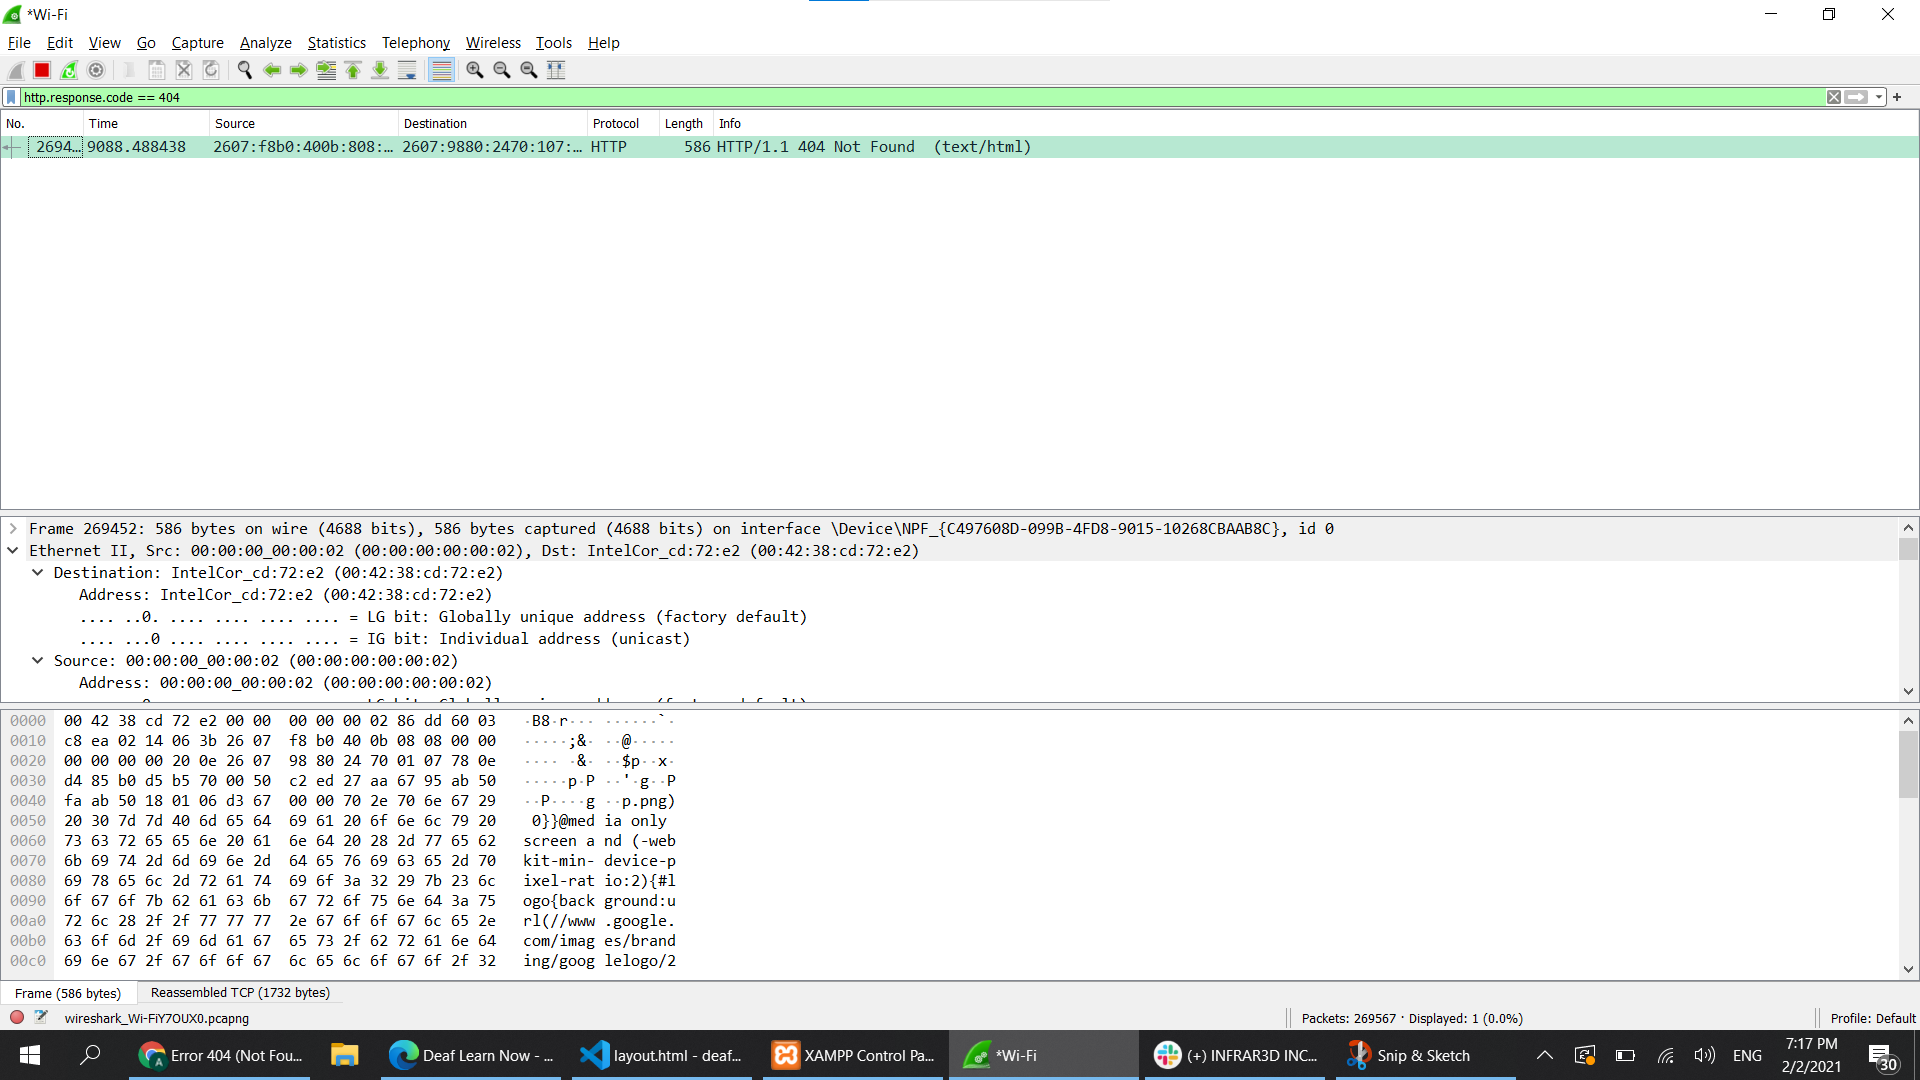 *Wi-Fi
File Edit View Go Capture Analyze Statistics Telephony Wireless Tools Help
http.response.code == 404
No. Time Source Destination Protocol Length Info
2694… 9088.488438 2607:f8b0:400b:808:… 2607:9880:2470:107:… HTTP 586 HTTP/1.1 404 Not Found (text/html)
Frame 269452: 586 bytes on wire (4688 bits), 586 bytes captured (4688 bits) on interface \Device\NPF_{C497608D-099B-4FD8-9015-10268CBAAB8C}, id 0
Ethernet II, Src: 00:00:00_00:00:02 (00:00:00:00:00:02), Dst: IntelCor_cd:72:e2 (00:42:38:cd:72:e2)
Destination: IntelCor_cd:72:e2 (00:42:38:cd:72:e2)
Address: IntelCor_cd:72:e2 (00:42:38:cd:72:e2)
.... ..0. .... .... .... .... = LG bit: Globally unique address (factory default)
.... ...0 .... .... .... .... = IG bit: Individual address (unicast)
Source: 00:00:00_00:00:02 (00:00:00:00:00:02)
Address: 00:00:00_00:00:02 (00:00:00:00:00:02)
0000 00 42 38 cd 72 e2 00 00 00 00 00 02 86 dd 60 03 ·B8·r··· ······`·
0010 c8 ea 02 14 06 3b 26 07 f8 b0 40 0b 08 08 00 00 ·····;&· ··@·····
0020 00 00 00 00 20 0e 26 07 98 80 24 70 01 07 78 0e ···· ·&· ··$p··x·
0030 d4 85 b0 d5 b5 70 00 50 c2 ed 27 aa 67 95 ab 50 ·····p·P ··'·g··P
0040 fa ab 50 18 01 06 d3 67 00 00 70 2e 70 6e 67 29 ··P····g ··p.png)
0050 20 30 7d 7d 40 6d 65 64 69 61 20 6f 6e 6c 79 20 0}}@med ia only
0060 73 63 72 65 65 6e 20 61 6e 64 20 28 2d 77 65 62 screen a nd (-web
0070 6b 69 74 2d 6d 69 6e 2d 64 65 76 69 63 65 2d 70 kit-min- device-p
0080 69 78 65 6c 2d 72 61 74 69 6f 3a 32 29 7b 23 6c ixel-rat io:2){#l
0090 6f 67 6f 7b 62 61 63 6b 67 72 6f 75 6e 64 3a 75 ogo{back ground:u
00a0 72 6c 28 2f 2f 77 77 77 2e 67 6f 6f 67 6c 65 2e rl(//www .google.
00b0 63 6f 6d 2f 69 6d 61 67 65 73 2f 62 72 61 6e 64 com/imag es/brand
00c0 69 6e 67 2f 67 6f 6f 67 6c 65 6c 6f 67 6f 2f 32 ing/goog lelogo/2
Frame (586 bytes) Reassembled TCP (1732 bytes)
wireshark_Wi-FiY7OUX0.pcapng Packets: 269567 · Displayed: 1 (0.0%) Profile: Default
Error 404 (Not Fou... Deaf Learn Now - ... layout.html - deaf... XAMPP Control Pa... *Wi-Fi (+) INFRAR3D INC... Snip & Sketch ENG 7:17 PM
2/2/2021 30